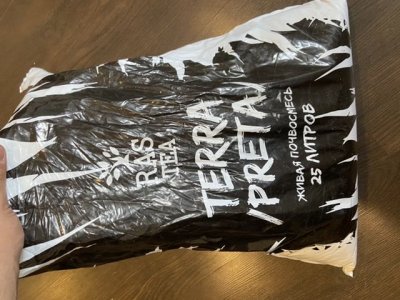 RAS
TEA
TERRA
/PRETA/
ЖИВАЯ ПОЧВОСМЕСЬ
25 ЛИТРОВ